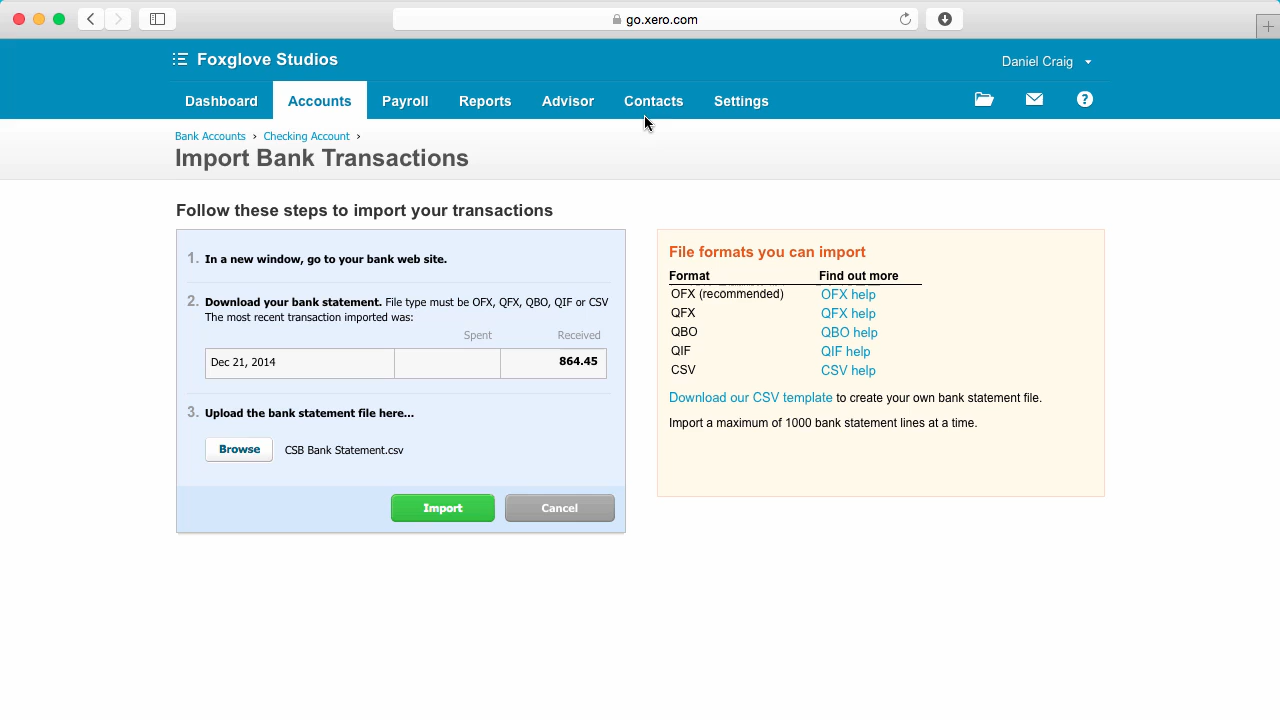 go.xero.com
Foxglove Studios
Daniel Craig
Dashboard Accounts Payroll Reports Advisor Contacts Settings
?
Bank Accounts › Checking Account ›
Import Bank Transactions
Follow these steps to import your transactions
1. In a new window, go to your bank web site.
2. Download your bank statement. File type must be OFX, QFX, QBO, QIF or CSV
The most recent transaction imported was:
Spent Received
Dec 21, 2014 864.45
3. Upload the bank statement file here...
Browse CSB Bank Statement.csv
Import Cancel
File formats you can import
Format Find out more
OFX (recommended) OFX help
QFX QFX help
QBO QBO help
QIF QIF help
CSV CSV help
Download our CSV template to create your own bank statement file.
Import a maximum of 1000 bank statement lines at a time.